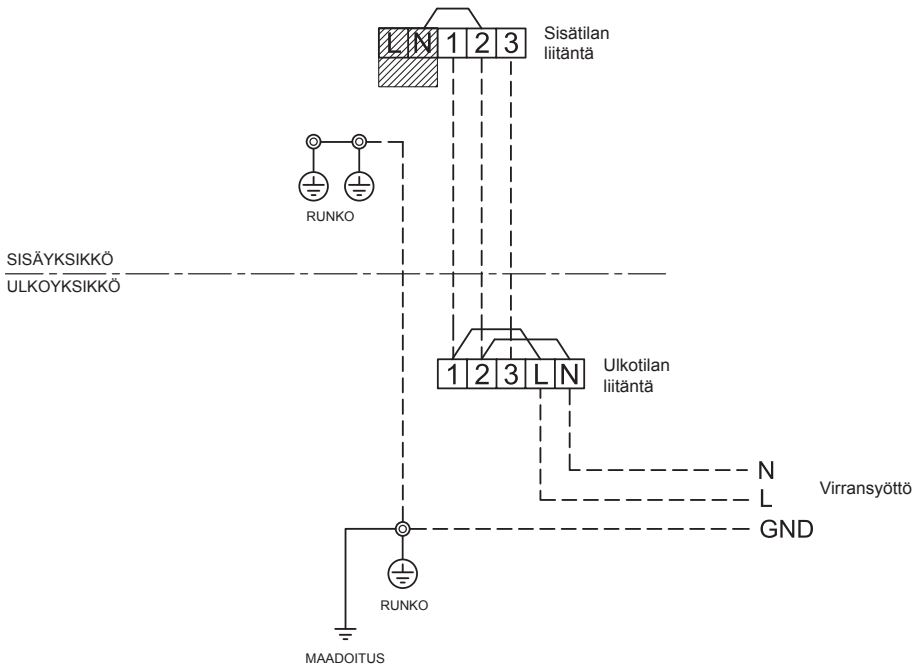 L N 1 2 3
Sisätilan
liitäntä
RUNKO
SISÄYKSIKKÖ
ULKOYKSIKKÖ
1 2 3 L N
Ulkotilan
liitäntä
N
L
Virransyöttö
GND
RUNKO
MAADOITUS